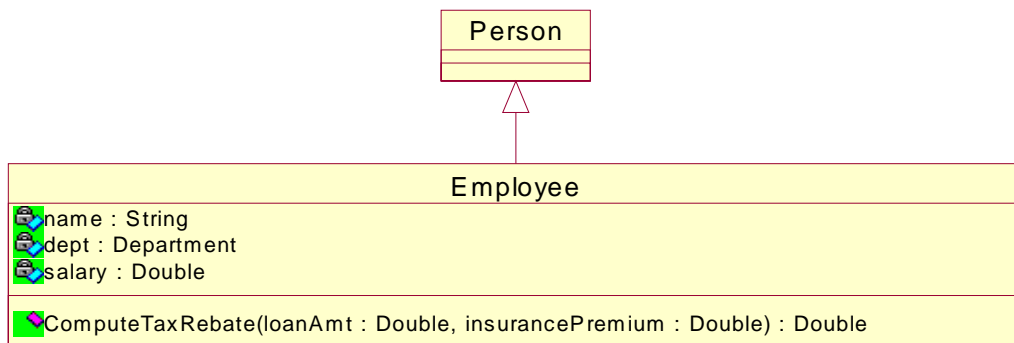 Person
Employee
name : String
dept : Department
salary : Double
ComputeTaxRebate(loanAmt : Double, insurancePremium : Double) : Double